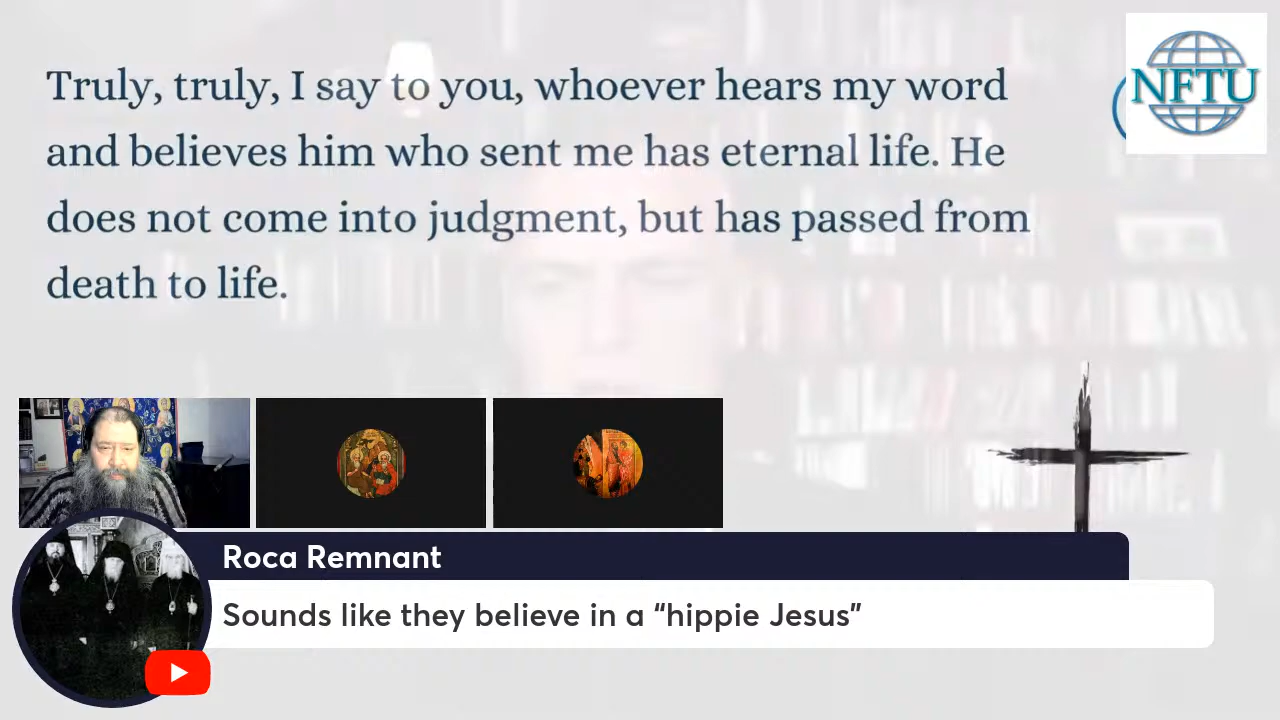 Truly, truly, I say to you, whoever hears my word
and believes him who sent me has eternal life. He
does not come into judgment, but has passed from
death to life.
NFTU
Roca Remnant
Sounds like they believe in a “hippie Jesus”